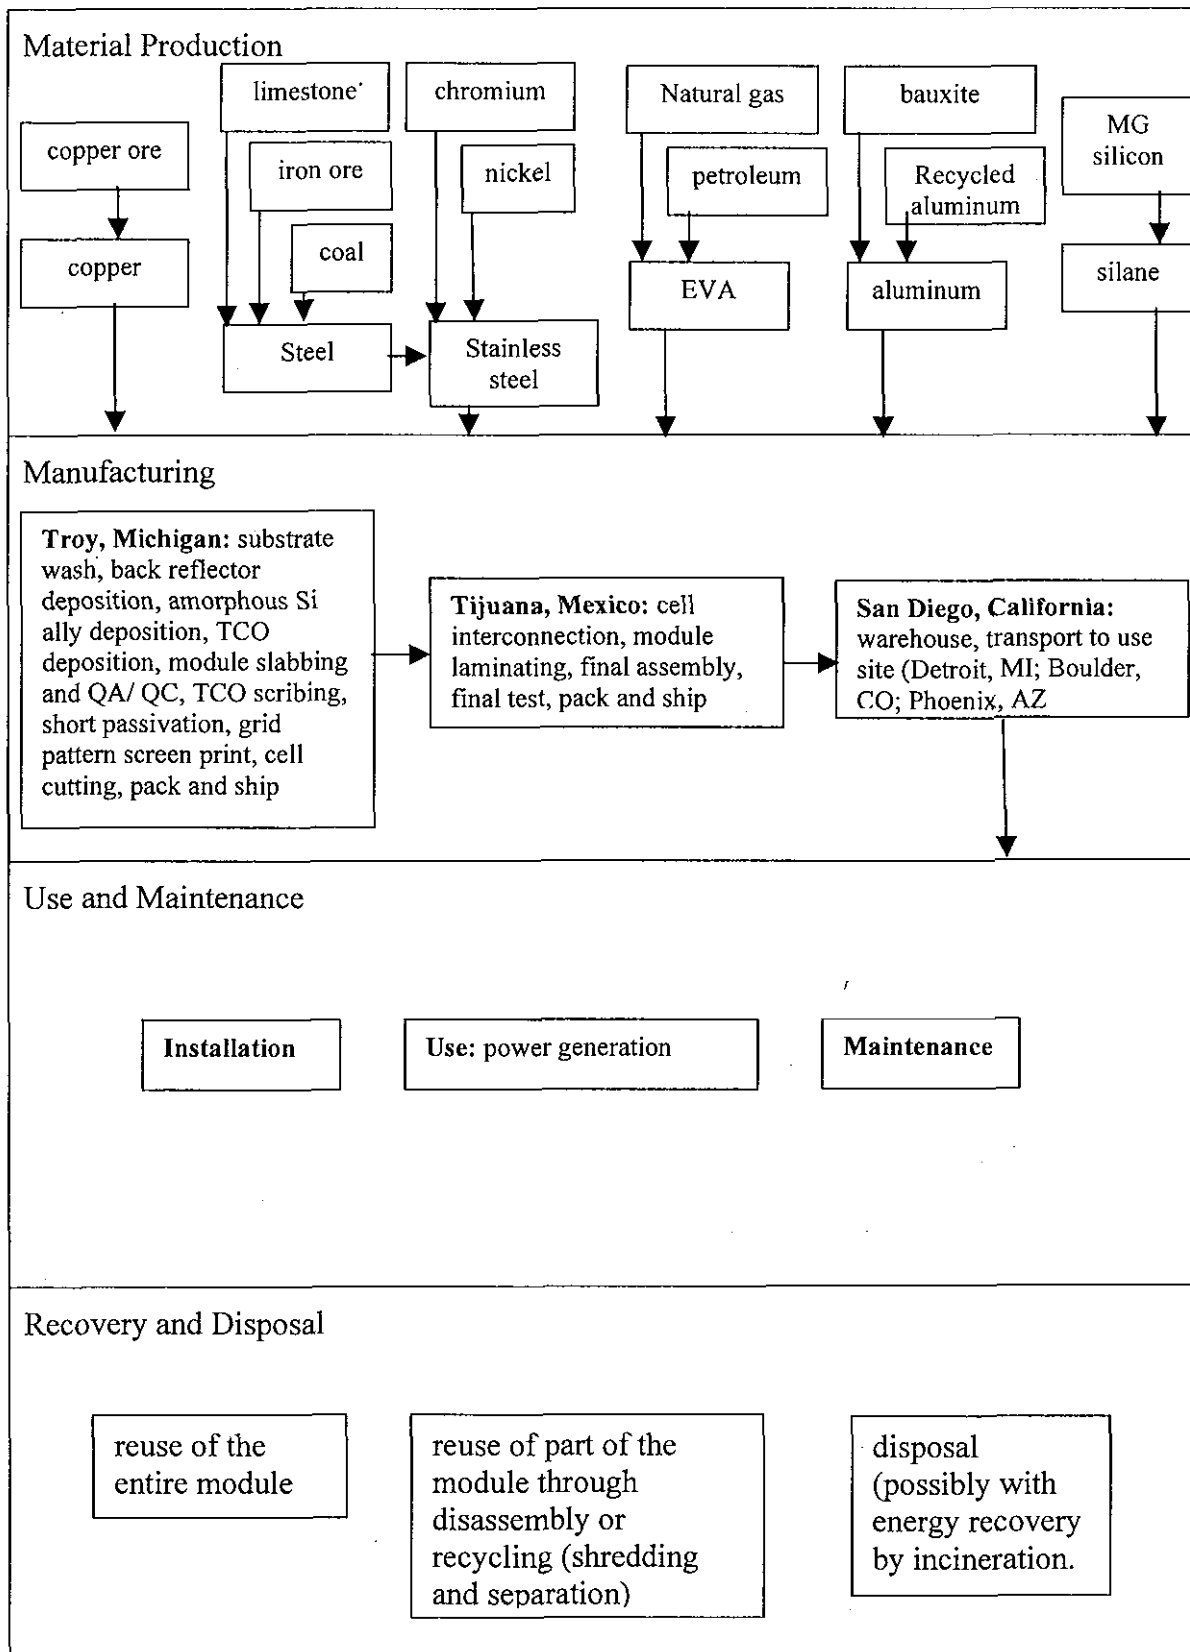 Material Production
limestone
chromium
Natural gas
bauxite
MG
silicon
copper ore
iron ore
nickel
petroleum
Recycled
aluminum
copper
coal
EVA
aluminum
silane
Steel
Stainless
steel
Manufacturing
Troy, Michigan: substrate
wash, back reflector
deposition, amorphous Si
ally deposition, TCO
deposition, module slabbing
and QA/ QC, TCO scribing,
short passivation, grid
pattern screen print, cell
cutting, pack and ship
Tijuana, Mexico: cell
interconnection, module
laminating, final assembly,
final test, pack and ship
San Diego, California:
warehouse, transport to use
site (Detroit, MI; Boulder,
CO; Phoenix, AZ
Use and Maintenance
Installation
Use: power generation
Maintenance
Recovery and Disposal
reuse of the
entire module
reuse of part of the
module through
disassembly or
recycling (shredding
and separation)
disposal
(possibly with
energy recovery
by incineration.